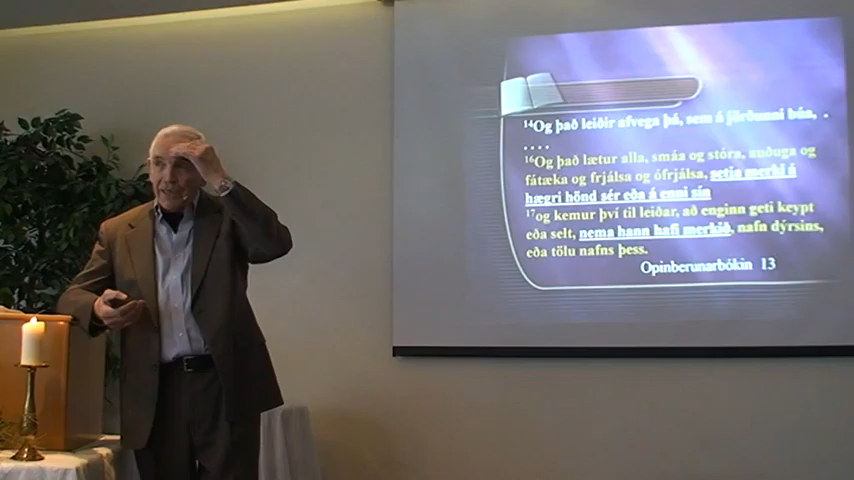 ¹⁴Og það leiðir afvega þá, sem á jörðunni búa, .
. . . .
¹⁶Og það lætur alla, smáa og stóra, auðuga og
fátæka og frjálsa og ófrjálsa, setja merki á
hægri hönd sér eða á enni sín
¹⁷og kemur því til leiðar, að enginn geti keypt
eða selt, nema hann hafi merkið, nafn dýrsins,
eða tölu nafns þess.
Opinberunarbókin 13